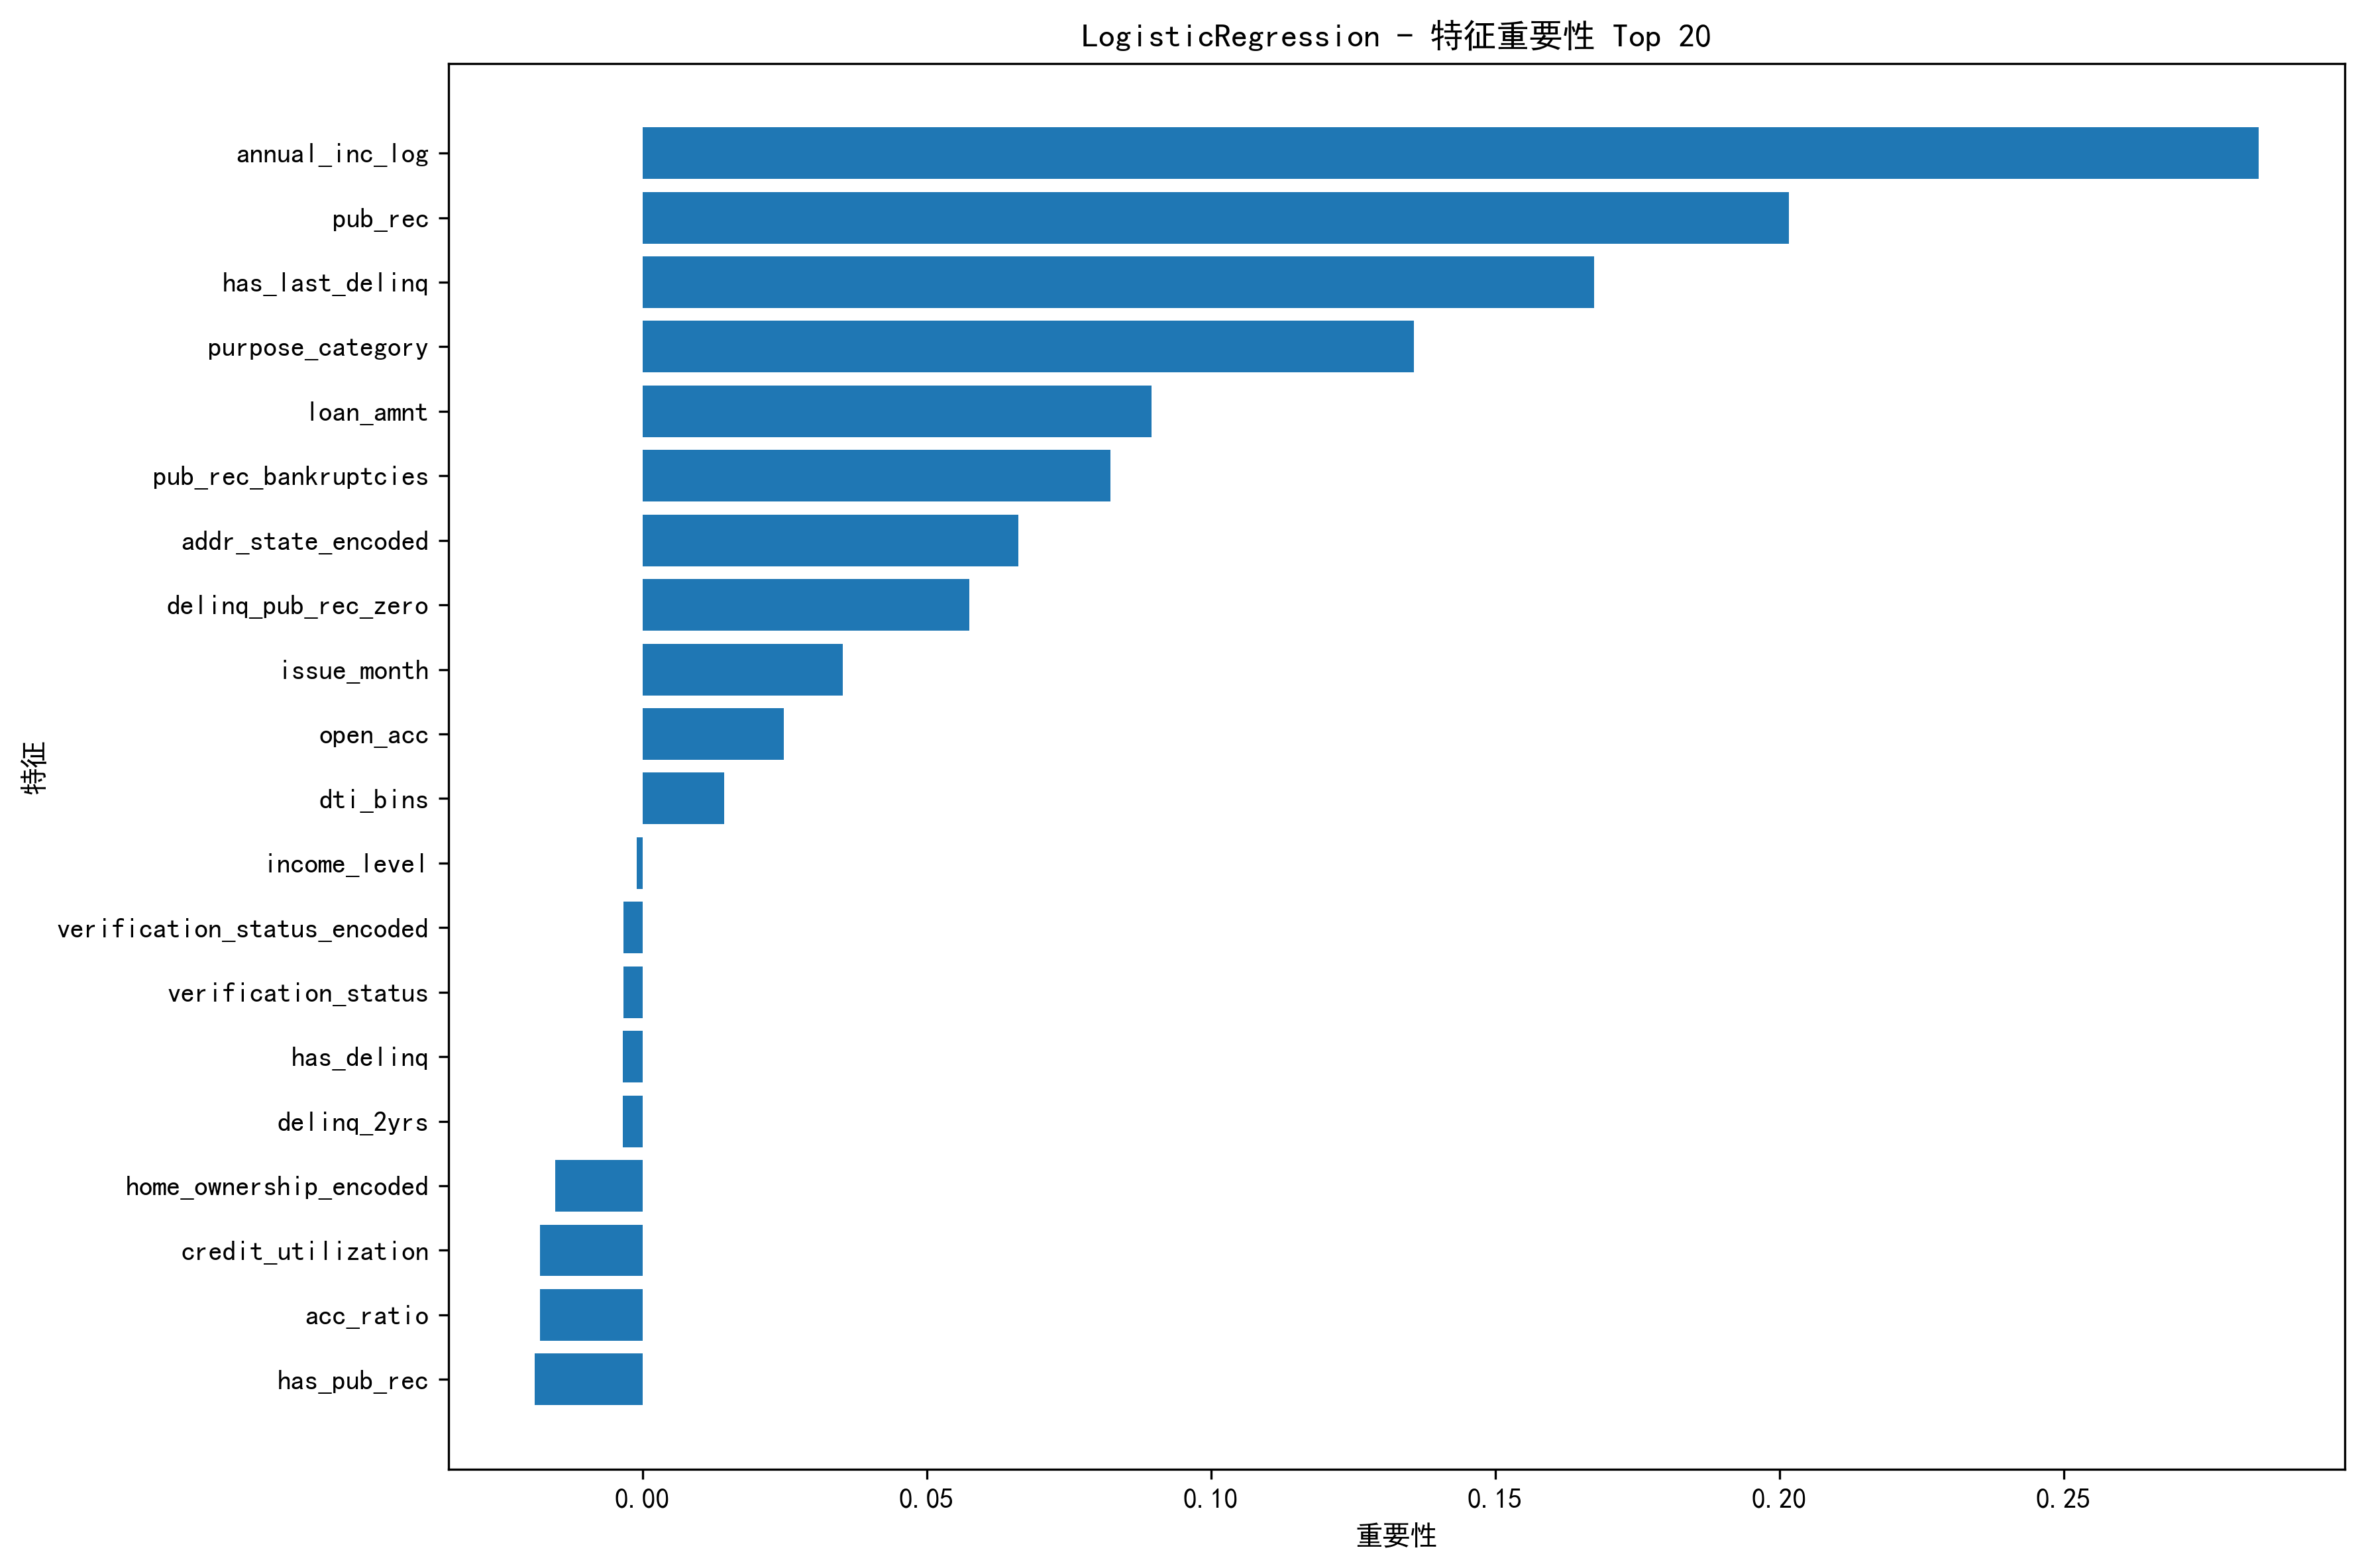 LogisticRegression - 特征重要性 Top 20
annual_inc_log
pub_rec
has_last_delinq
purpose_category
loan_amnt
pub_rec_bankruptcies
addr_state_encoded
delinq_pub_rec_zero
issue_month
open_acc
dti_bins
income_level
verification_status_encoded
verification_status
has_delinq
delinq_2yrs
home_ownership_encoded
credit_utilization
acc_ratio
has_pub_rec
特征
0.00 0.05 0.10 0.15 0.20 0.25
重要性